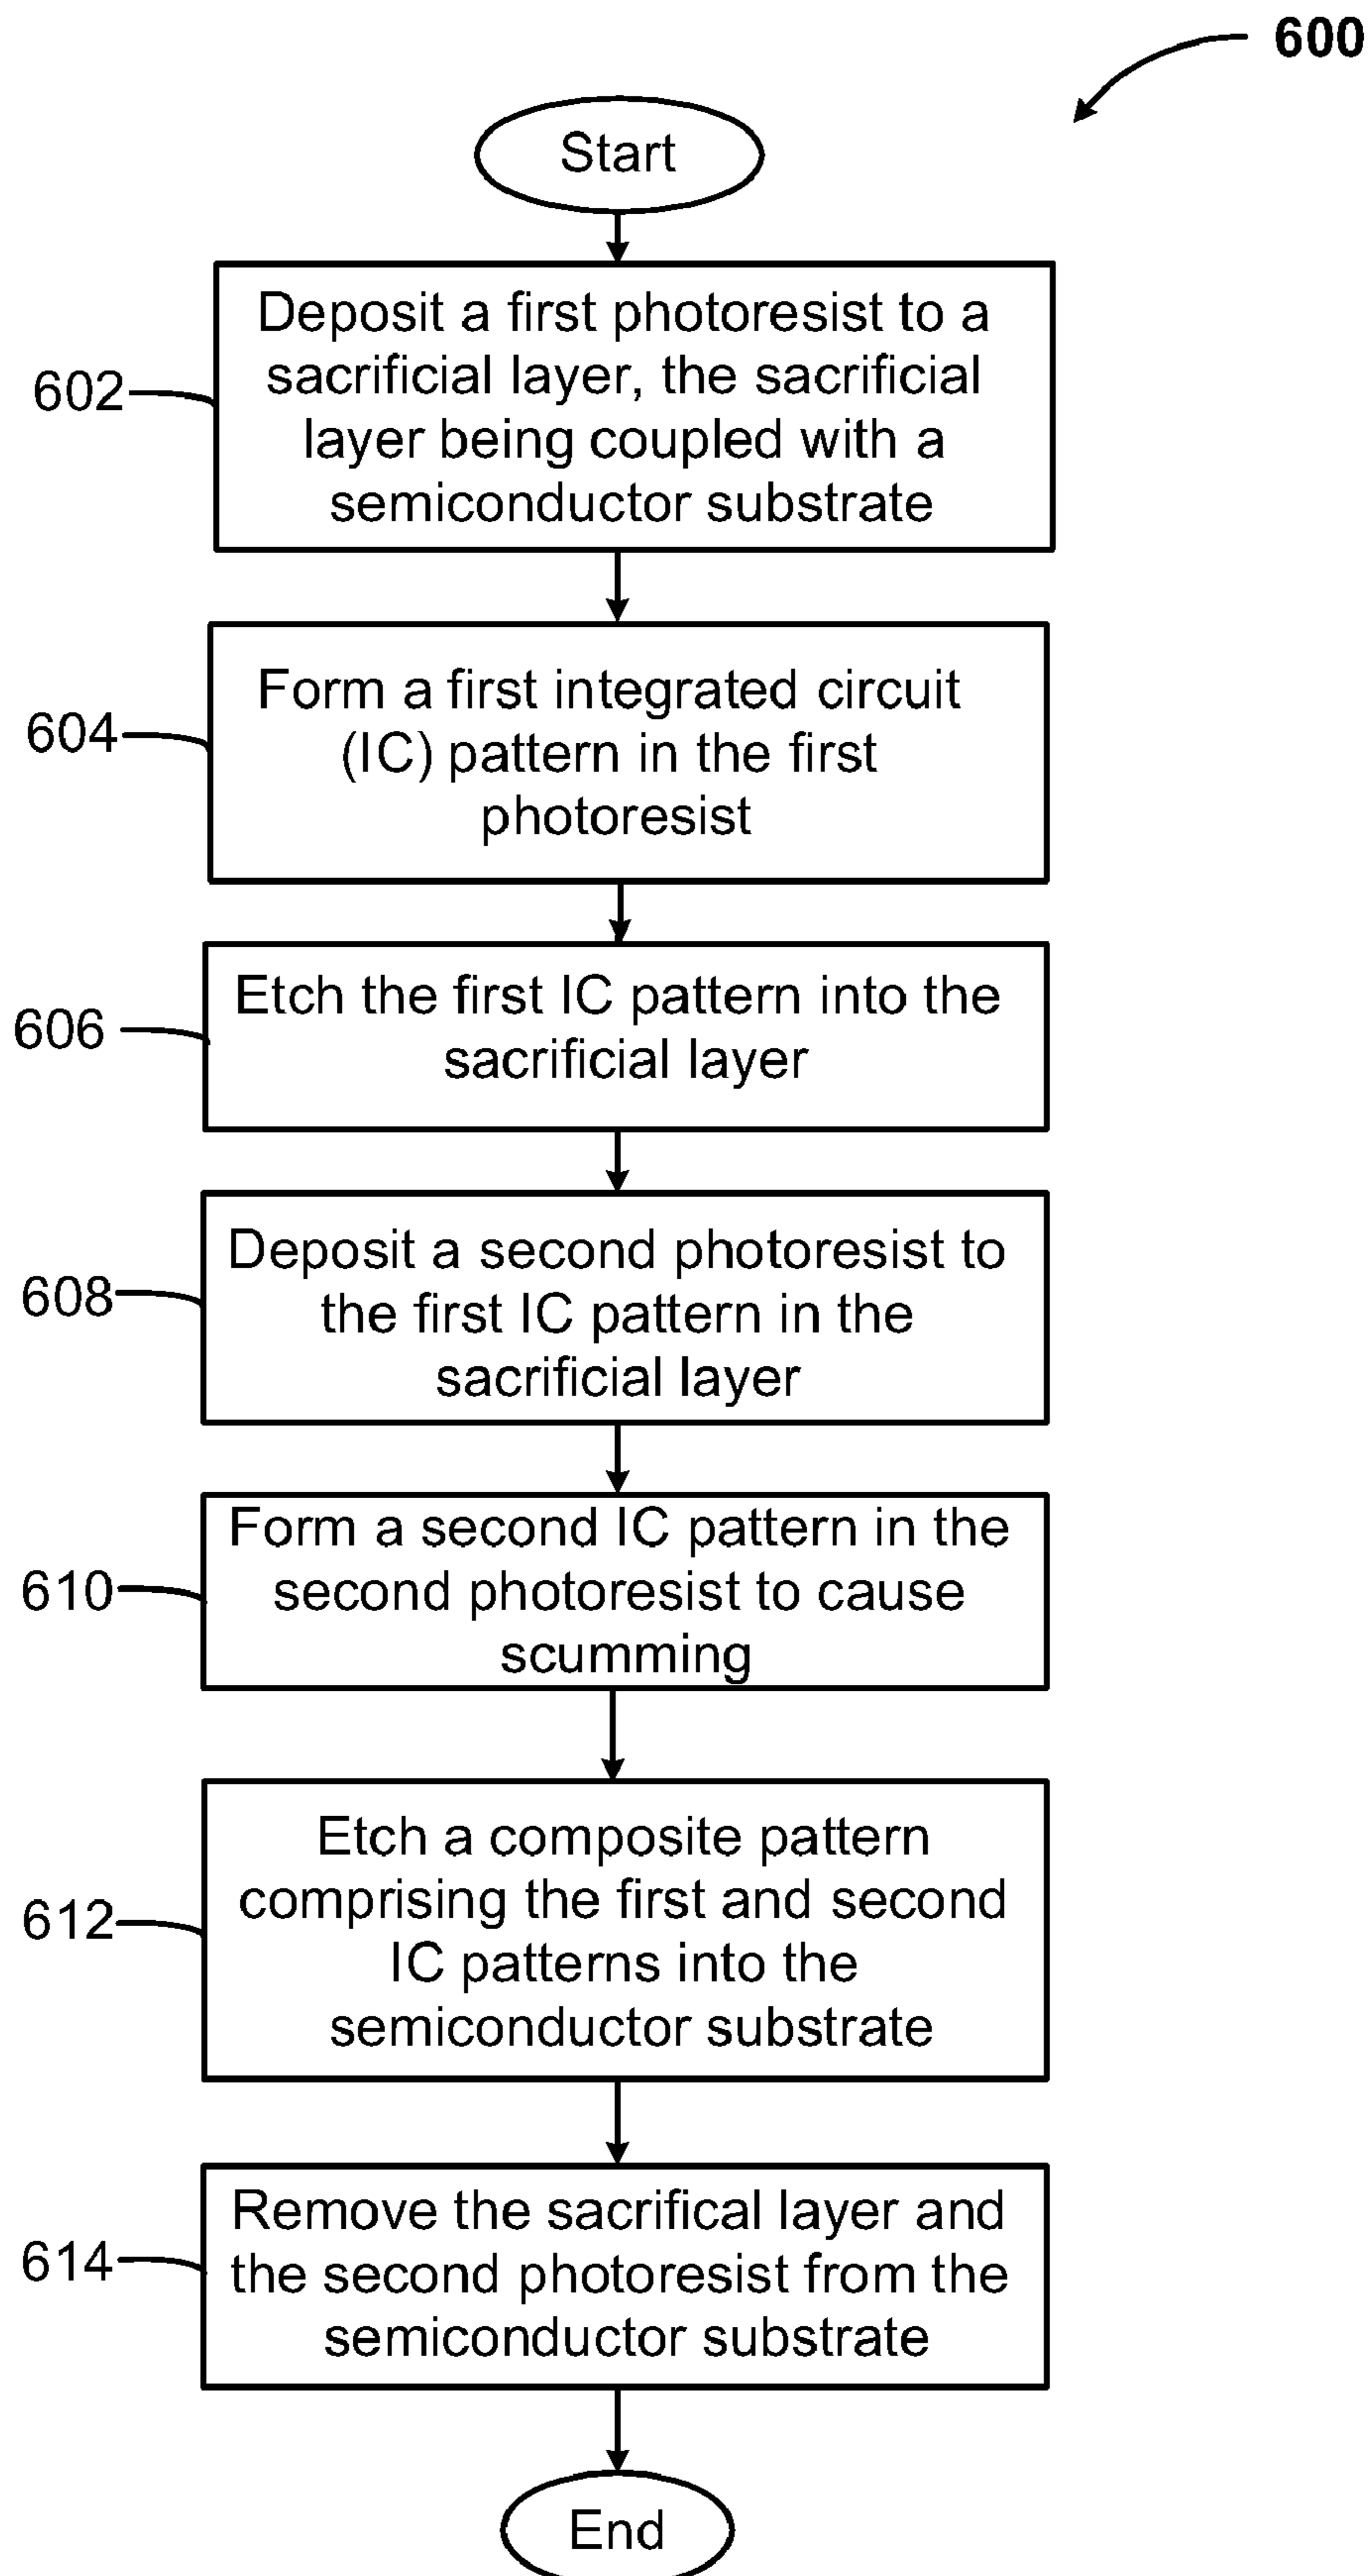 600
Start
602
Deposit a first photoresist to a
sacrificial layer, the sacrificial
layer being coupled with a
semiconductor substrate
604
Form a first integrated circuit
(IC) pattern in the first
photoresist
606
Etch the first IC pattern into the
sacrificial layer
608
Deposit a second photoresist to
the first IC pattern in the
sacrificial layer
610
Form a second IC pattern in the
second photoresist to cause
scumming
612
Etch a composite pattern
comprising the first and second
IC patterns into the
semiconductor substrate
614
Remove the sacrifical layer and
the second photoresist from the
semiconductor substrate
End